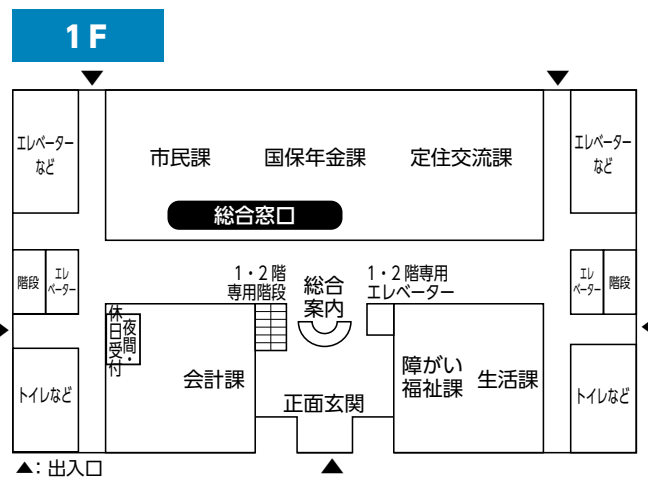 1F
エレベーター
など
市民課
国保年金課
定住交流課
エレベーター
など
総合窓口
階段
エレ
ベーター
1・2階
専用階段
総合
案内
1・2階専用
エレベーター
エレ
ベーター
階段
夜間・
休日受付
会計課
障がい
福祉課
生活課
トイレなど
正面玄関
トイレなど
▲：出入口